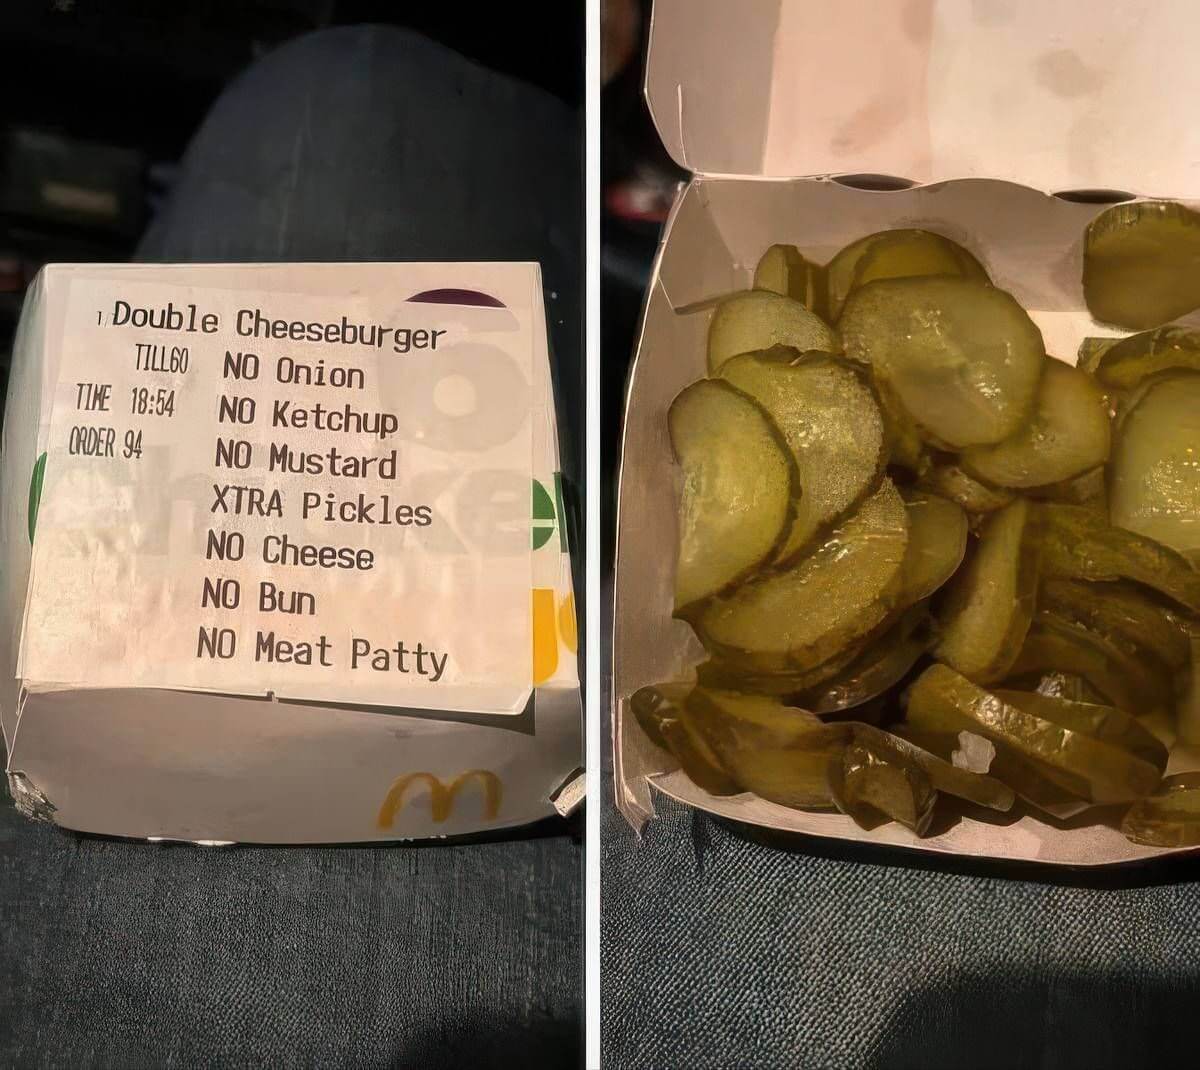 1 Double Cheeseburger
TILL60 NO Onion
TIME 18:54 NO Ketchup
ORDER 94 NO Mustard
XTRA Pickles
NO Cheese
NO Bun
NO Meat Patty